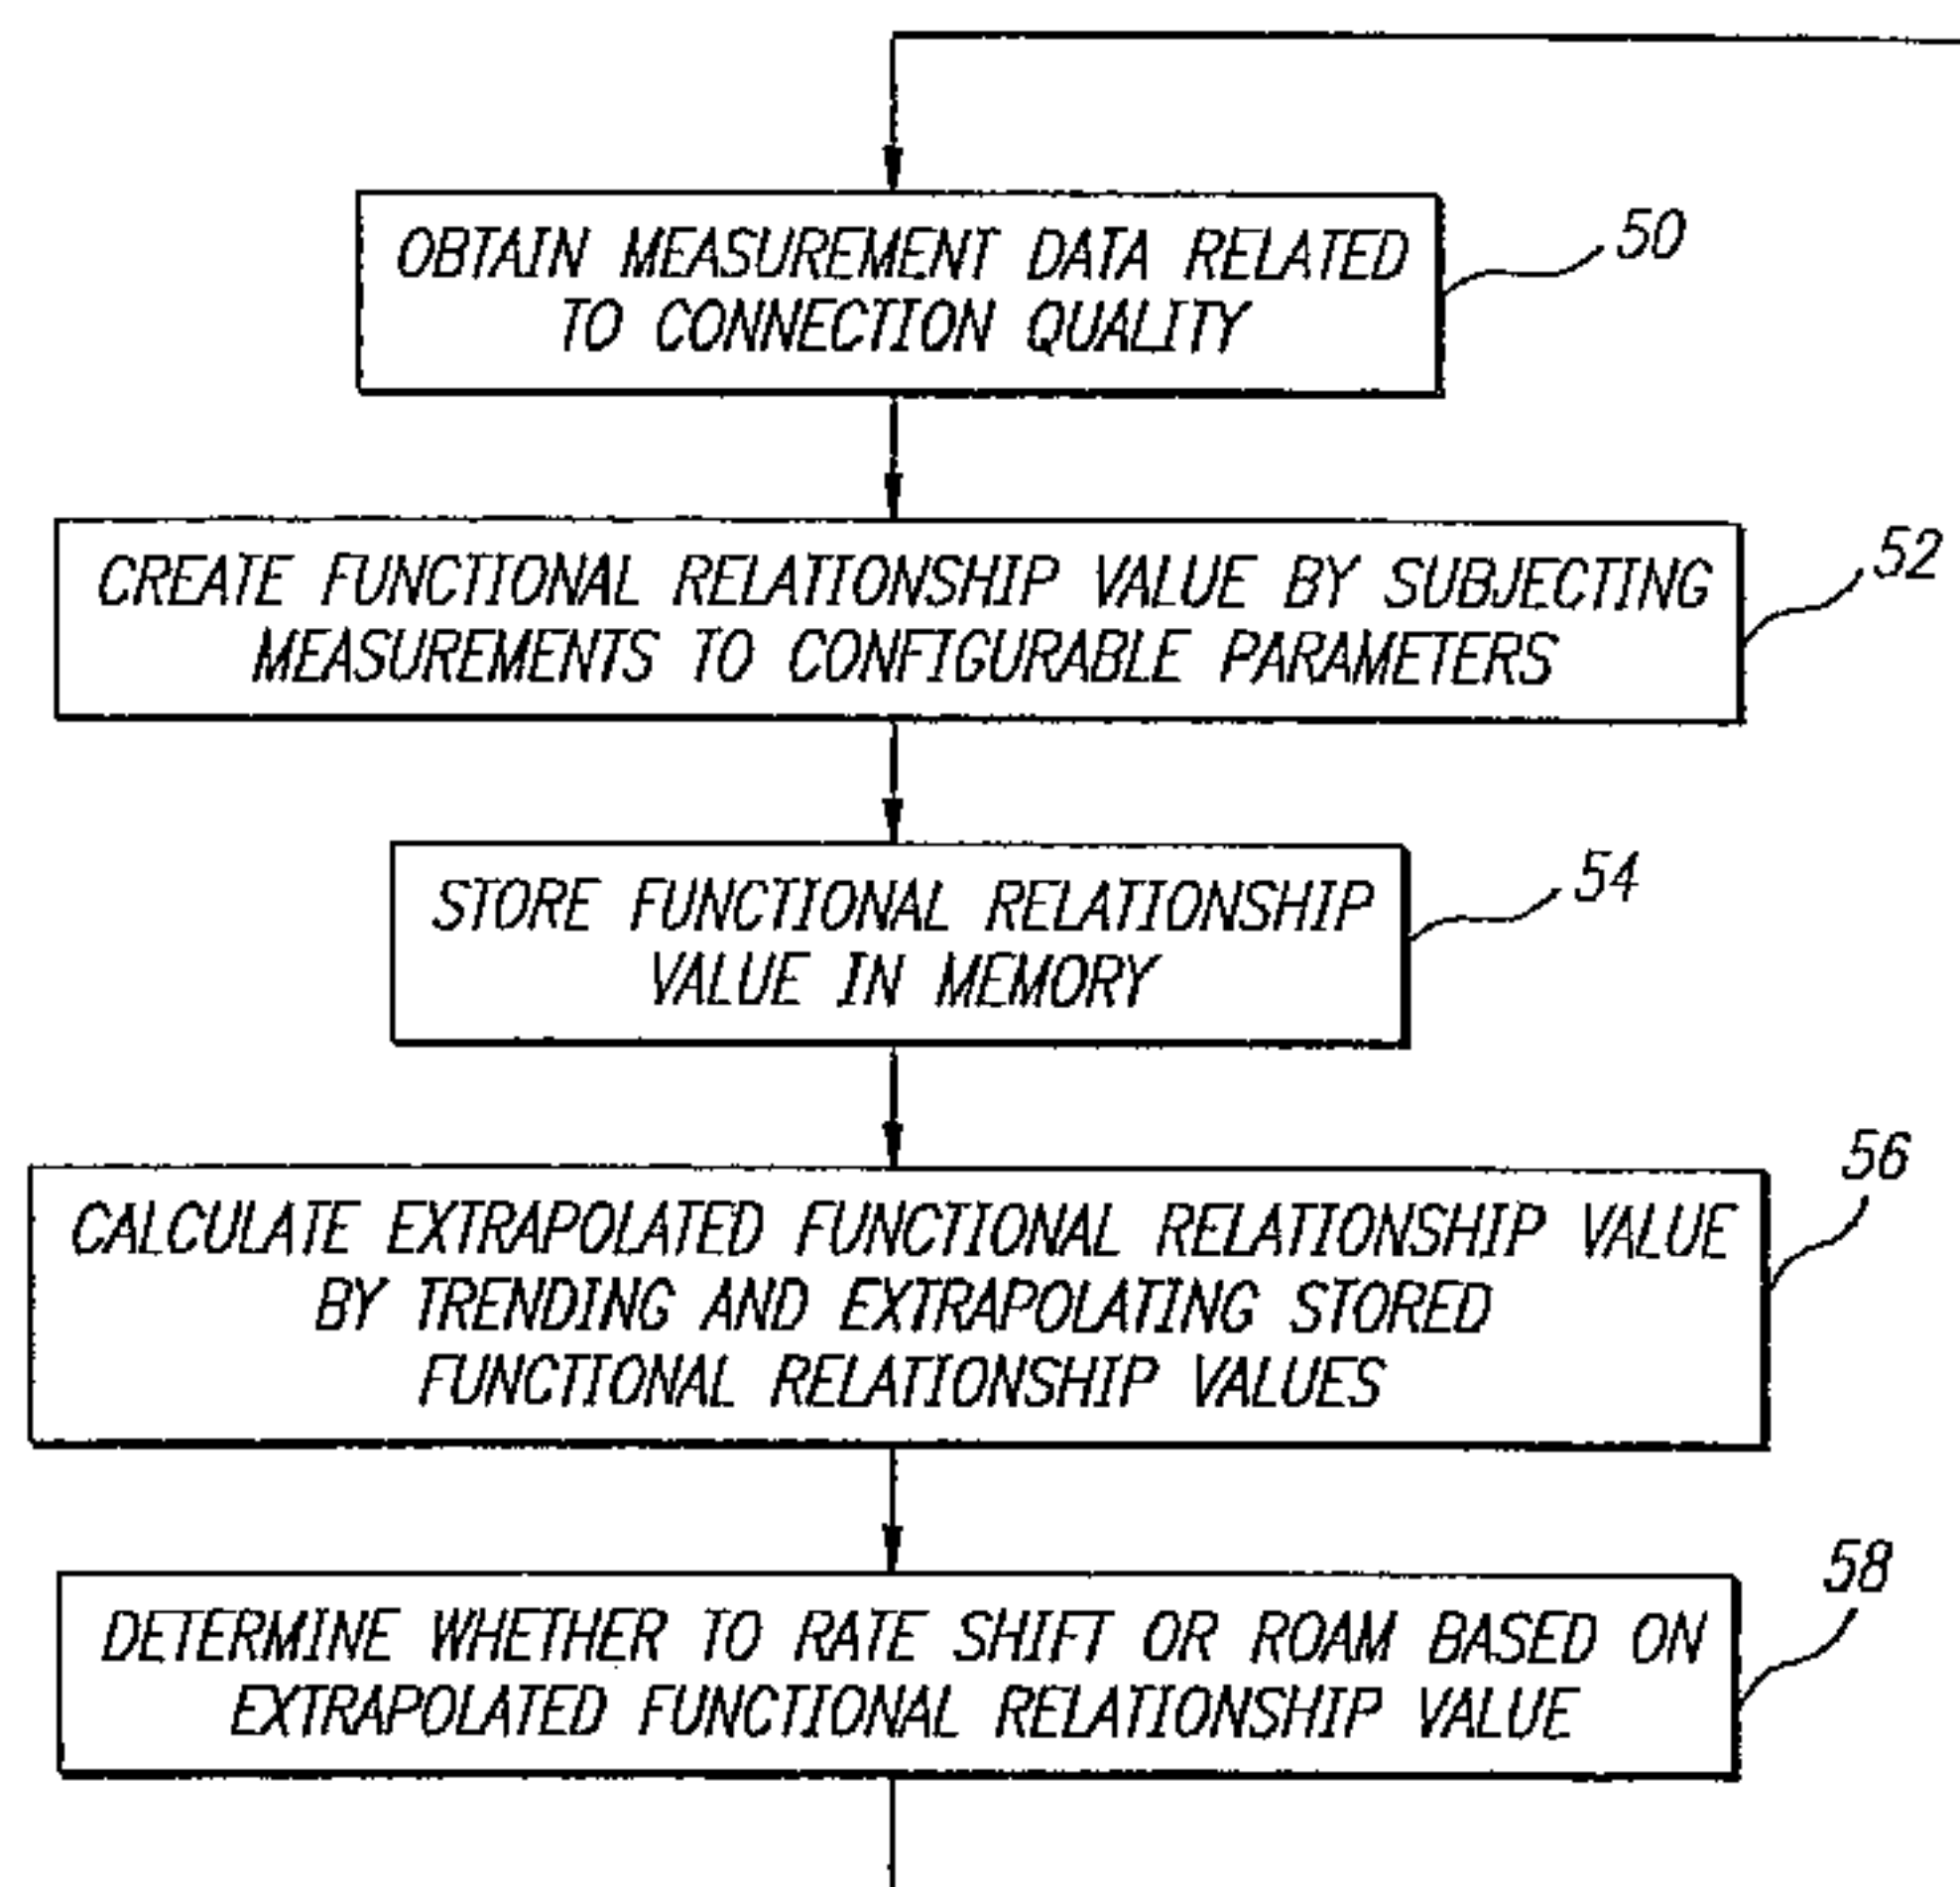 OBTAIN MEASUREMENT DATA RELATED
TO CONNECTION QUALITY
50
CREATE FUNCTIONAL RELATIONSHIP VALUE BY SUBJECTING
MEASUREMENTS TO CONFIGURABLE PARAMETERS
52
STORE FUNCTIONAL RELATIONSHIP
VALUE IN MEMORY
54
CALCULATE EXTRAPOLATED FUNCTIONAL RELATIONSHIP VALUE
BY TRENDING AND EXTRAPOLATING STORED
FUNCTIONAL RELATIONSHIP VALUES
56
DETERMINE WHETHER TO RATE SHIFT OR ROAM BASED ON
EXTRAPOLATED FUNCTIONAL RELATIONSHIP VALUE
58